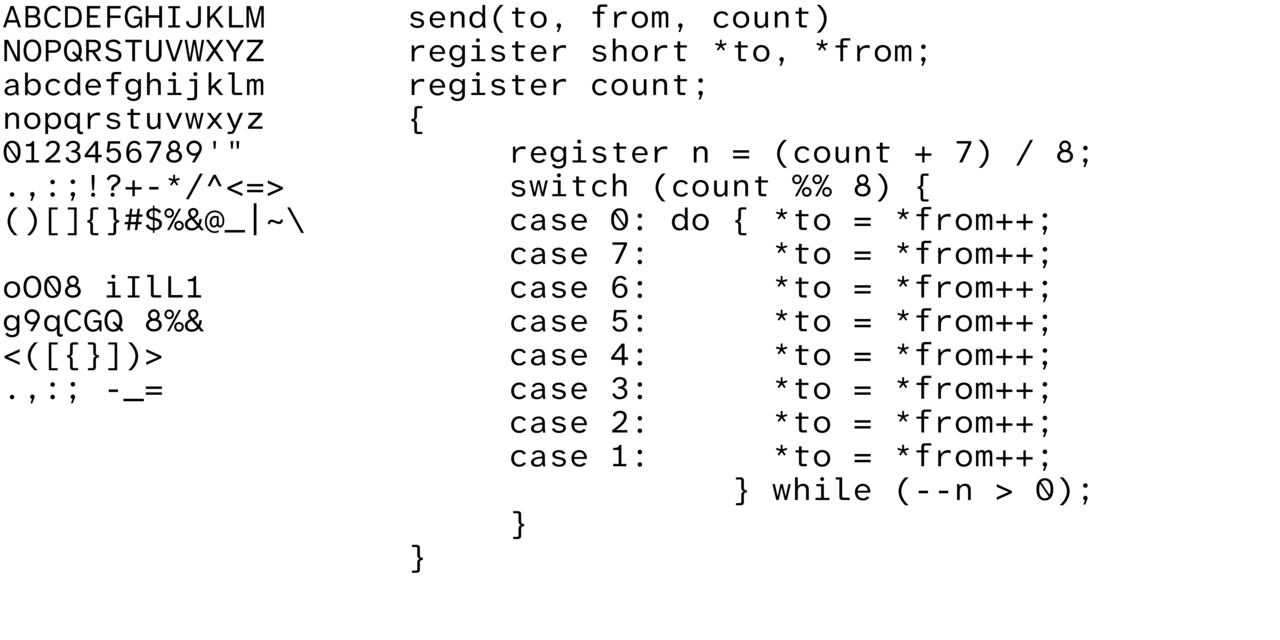 ABCDEFGHIJKLM
NOPQRSTUVWXYZ
abcdefghijklm
nopqrstuvwxyz
0123456789'"
.,:;!?+-*/^<=>
()[]{}#$%&@_|~\
oO08 iIlL1
g9qCGQ 8%&
<([{}])>
.,:; -_=
send(to, from, count)
register short *to, *from;
register count;
{
     register n = (count + 7) / 8;
     switch (count %% 8) {
     case 0: do { *to = *from++;
     case 7:      *to = *from++;
     case 6:      *to = *from++;
     case 5:      *to = *from++;
     case 4:      *to = *from++;
     case 3:      *to = *from++;
     case 2:      *to = *from++;
     case 1:      *to = *from++;
                } while (--n > 0);
     }
}